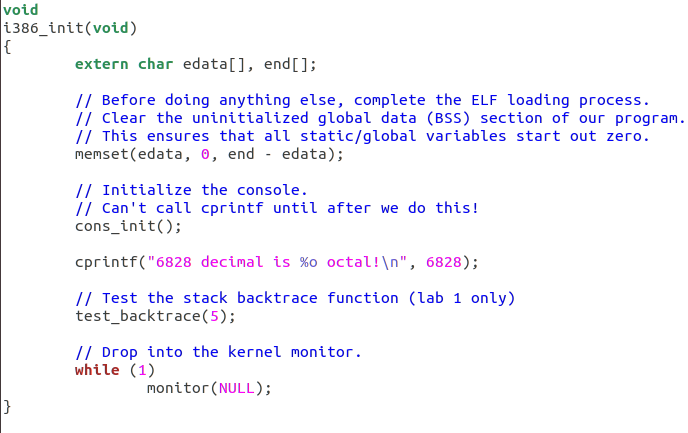 void
i386_init(void)
{
        extern char edata[], end[];

        // Before doing anything else, complete the ELF loading process.
        // Clear the uninitialized global data (BSS) section of our program.
        // This ensures that all static/global variables start out zero.
        memset(edata, 0, end - edata);

        // Initialize the console.
        // Can't call cprintf until after we do this!
        cons_init();

        cprintf("6828 decimal is %o octal!\n", 6828);

        // Test the stack backtrace function (lab 1 only)
        test_backtrace(5);

        // Drop into the kernel monitor.
        while (1)
                monitor(NULL);
}